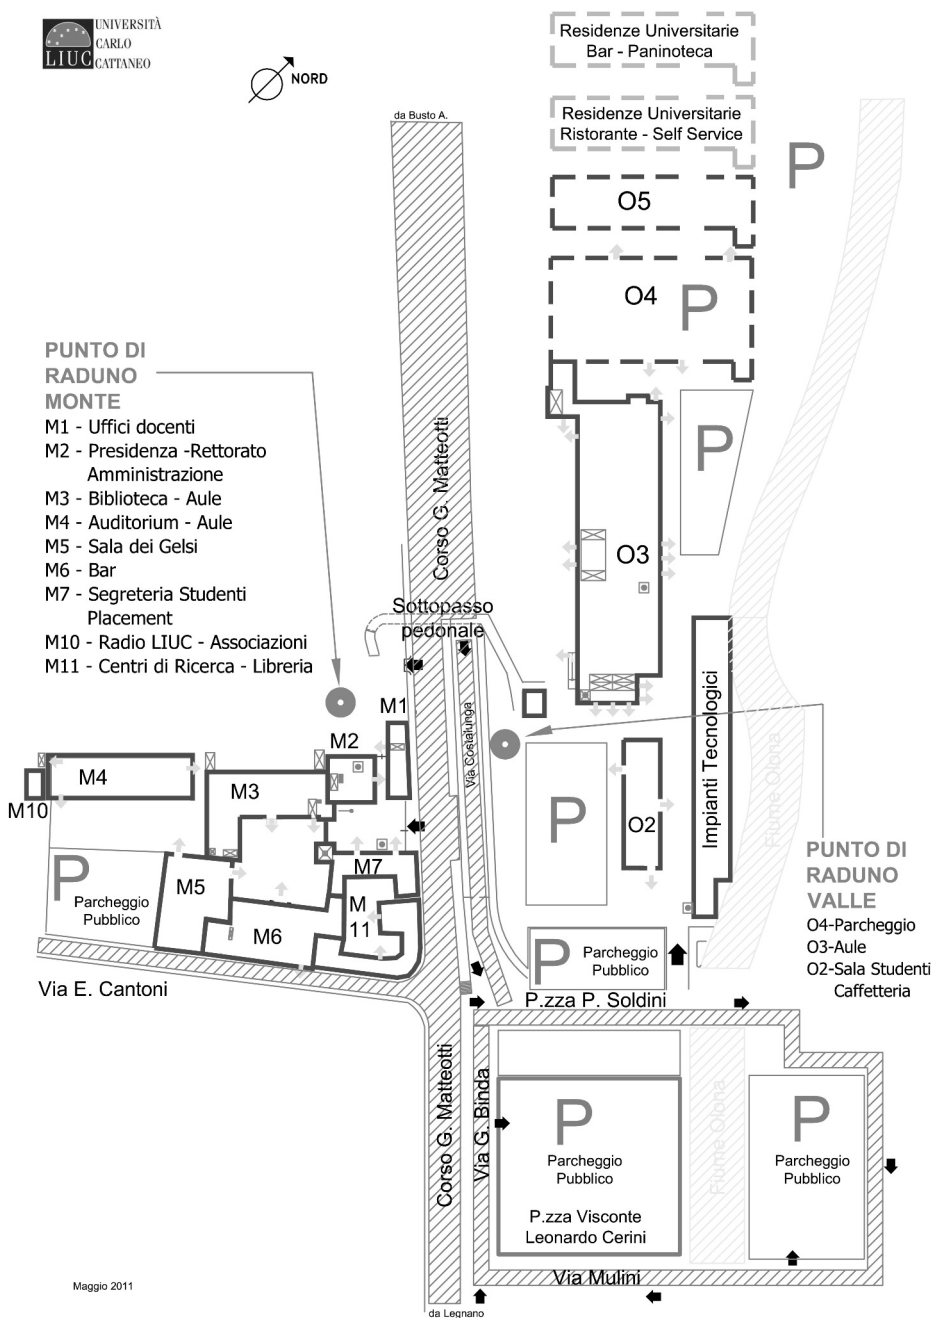 UNIVERSITÀ
CARLO
CATTANEO
LIUC
NORD
da Busto A.
Residenze Universitarie
Bar - Paninoteca
Residenze Universitarie
Ristorante - Self Service
P
O5
O4
P
P
O3
PUNTO DI
RADUNO
MONTE
M1 - Uffici docenti
M2 - Presidenza -Rettorato
Amministrazione
M3 - Biblioteca - Aule
M4 - Auditorium - Aule
M5 - Sala dei Gelsi
M6 - Bar
M7 - Segreteria Studenti
Placement
M10 - Radio LIUC - Associazioni
M11 - Centri di Ricerca - Libreria
Corso G. Matteotti
Sottopasso
pedonale
Via Costalunga
M1
M2
M4
M3
M10
M7
M5
M
11
M6
P
Parcheggio
Pubblico
Via E. Cantoni
P
O2
Impianti Tecnologici
Fiume Olona
PUNTO DI
RADUNO
VALLE
O4-Parcheggio
O3-Aule
O2-Sala Studenti
Caffetteria
P
Parcheggio
Pubblico
P.zza P. Soldini
Corso G. Matteotti
Via G. Binda
P
Parcheggio
Pubblico
P.zza Visconte
Leonardo Cerini
Fiume Olona
P
Parcheggio
Pubblico
Via Mulini
Maggio 2011
da Legnano